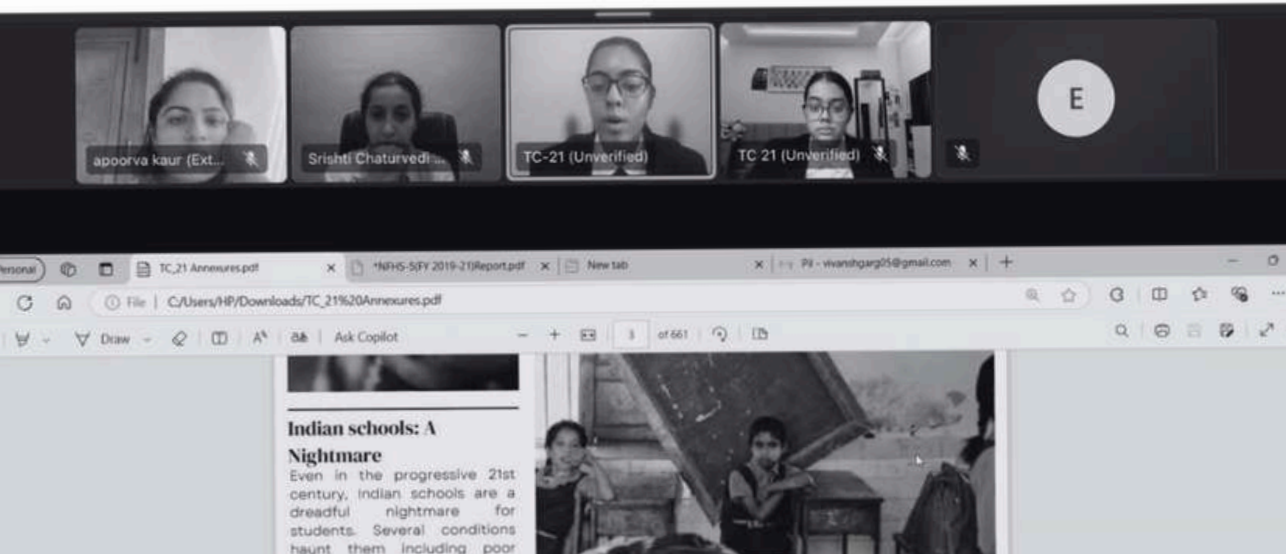 apoorva kaur (Ext...
Srishti Chaturvedi ...
TC-21 (Unverified)
TC 21 (Unverified)
E
Personal
TC_21 Annexures.pdf
*NFHS-5(FY 2019-21)Report.pdf
New tab
Pil - vivanshgarg05@gmail.com
File | C:/Users/HP/Downloads/TC_21%20Annexures.pdf
Draw
Ask Copilot
3 of 661
Indian schools: A
Nightmare
Even in the progressive 21st
century, Indian schools are a
dreadful nightmare for
students. Several conditions
haunt them including poor